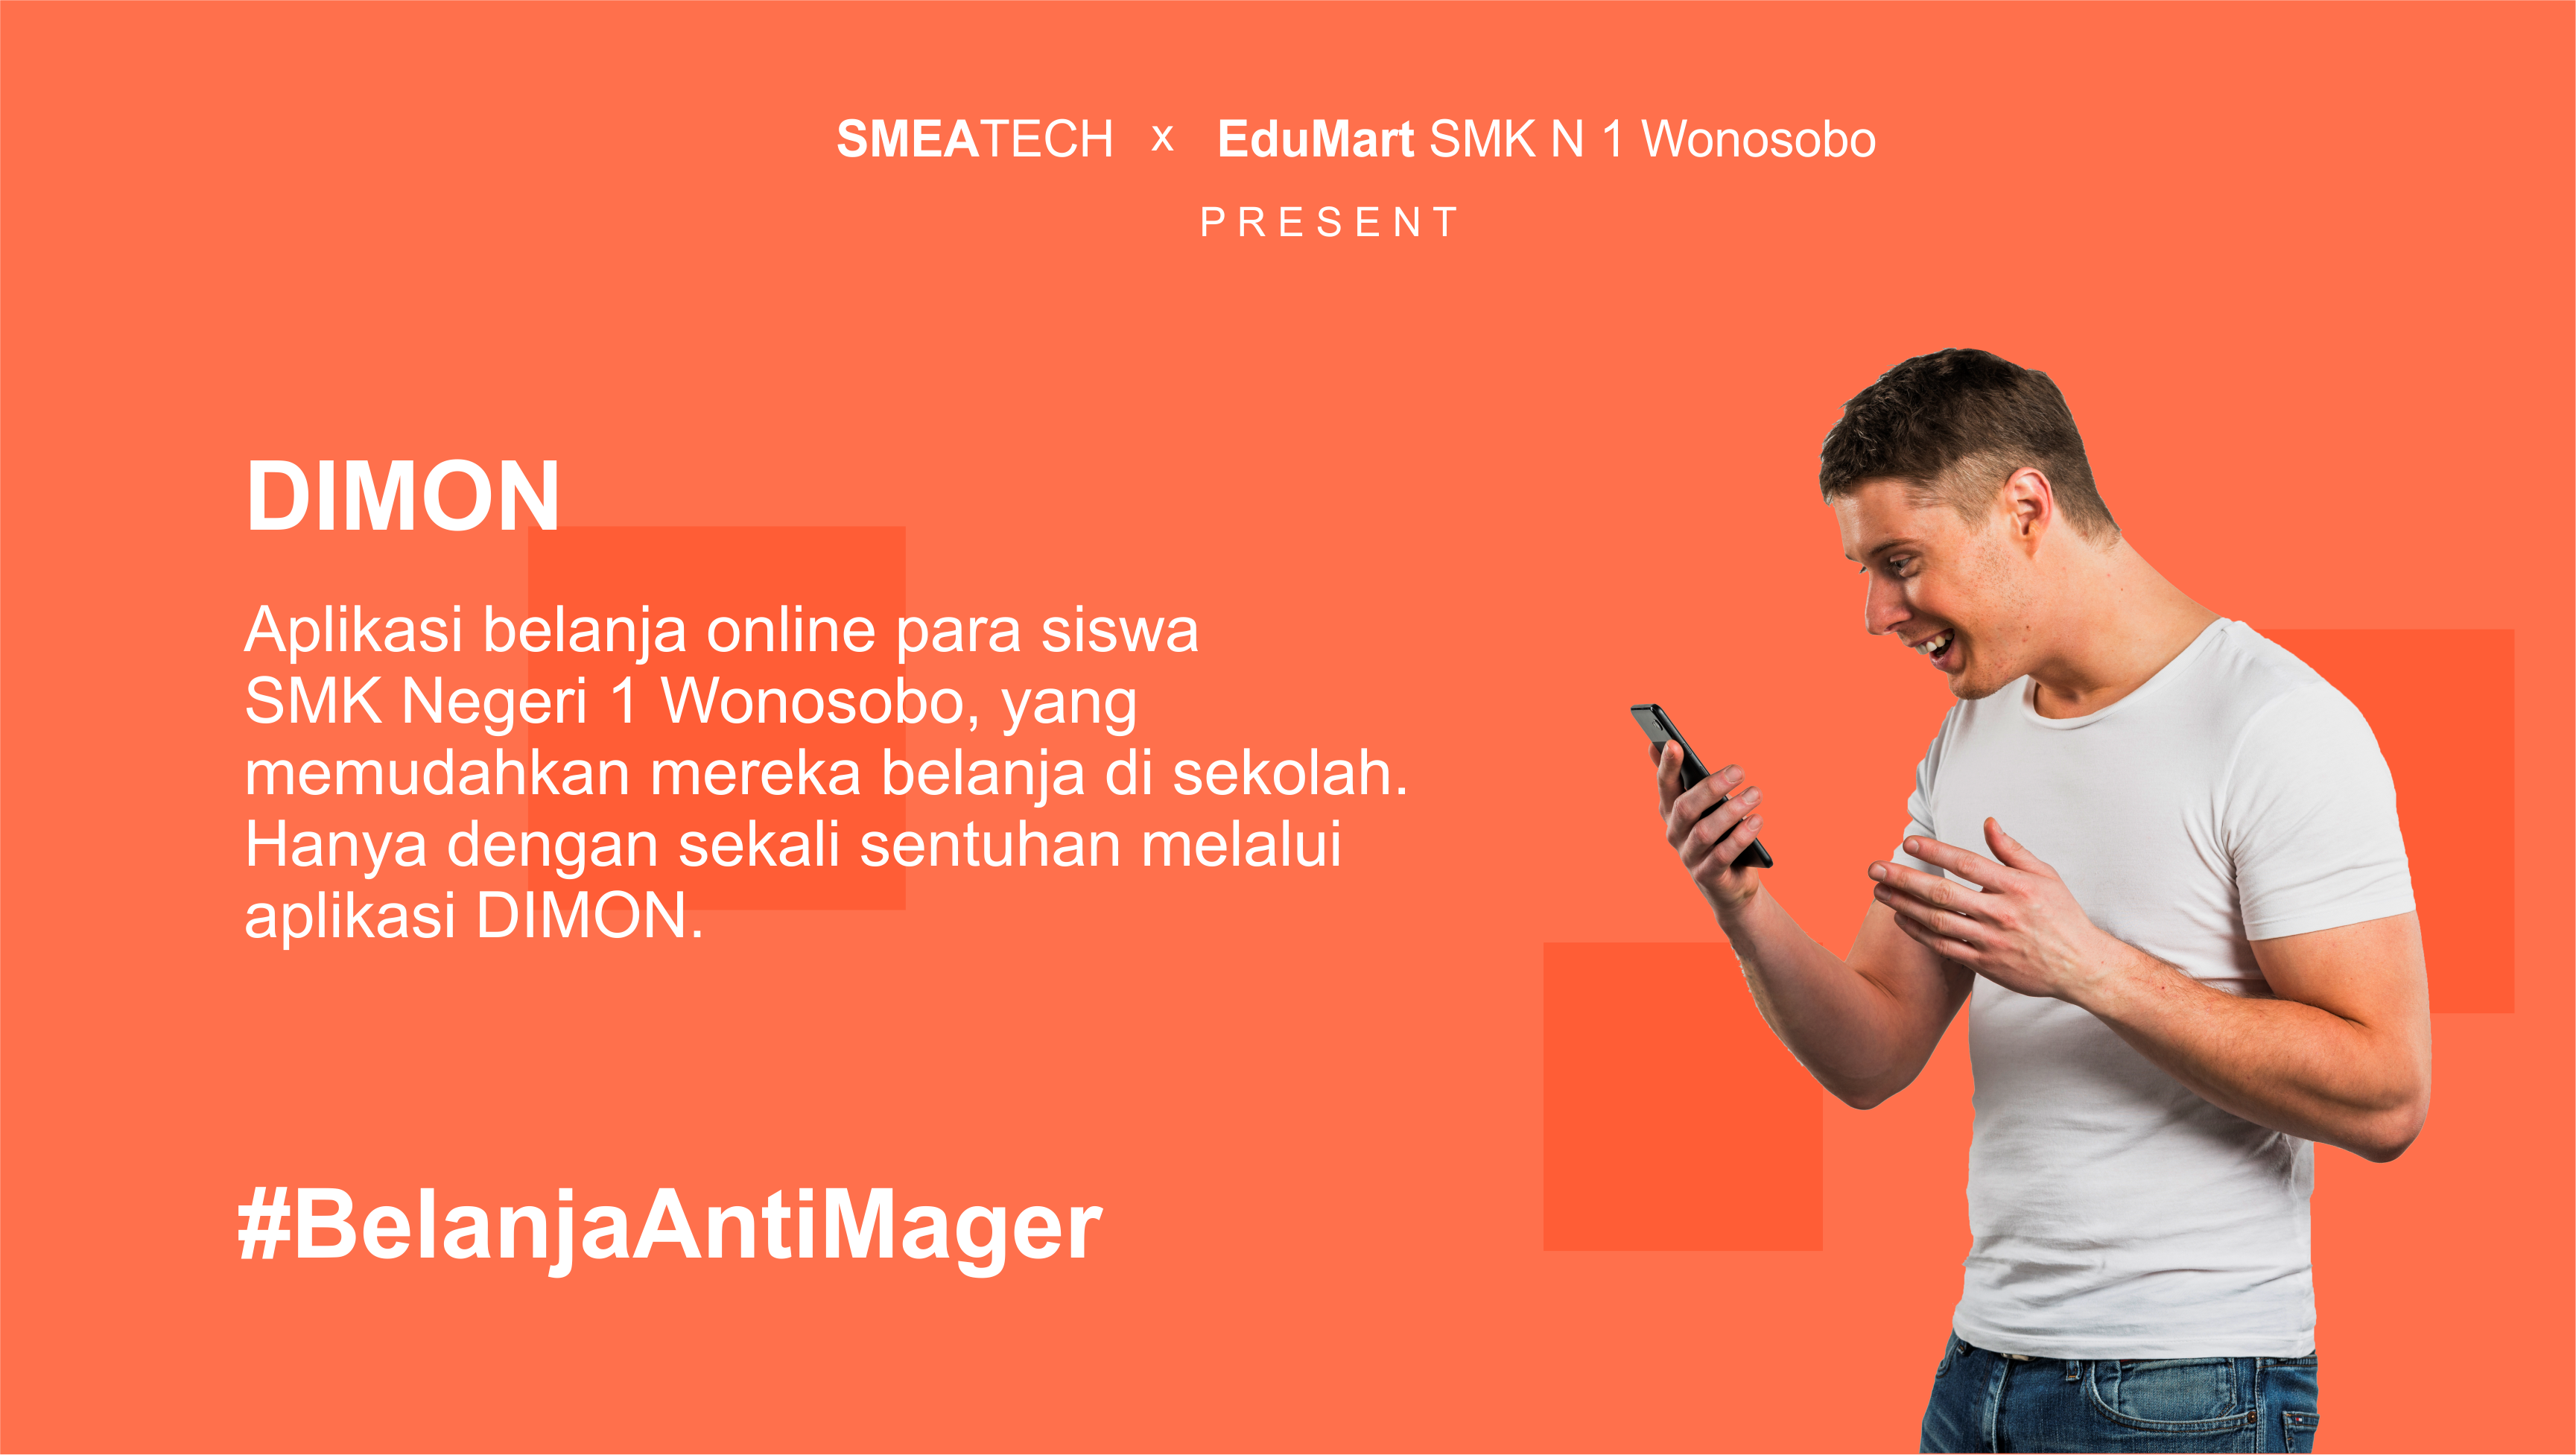 SMEATECH x EduMart SMK N 1 Wonosobo
PRESENT
DIMON
Aplikasi belanja online para siswa
SMK Negeri 1 Wonosobo, yang
memudahkan mereka belanja di sekolah.
Hanya dengan sekali sentuhan melalui
aplikasi DIMON.
#BelanjaAntiMager